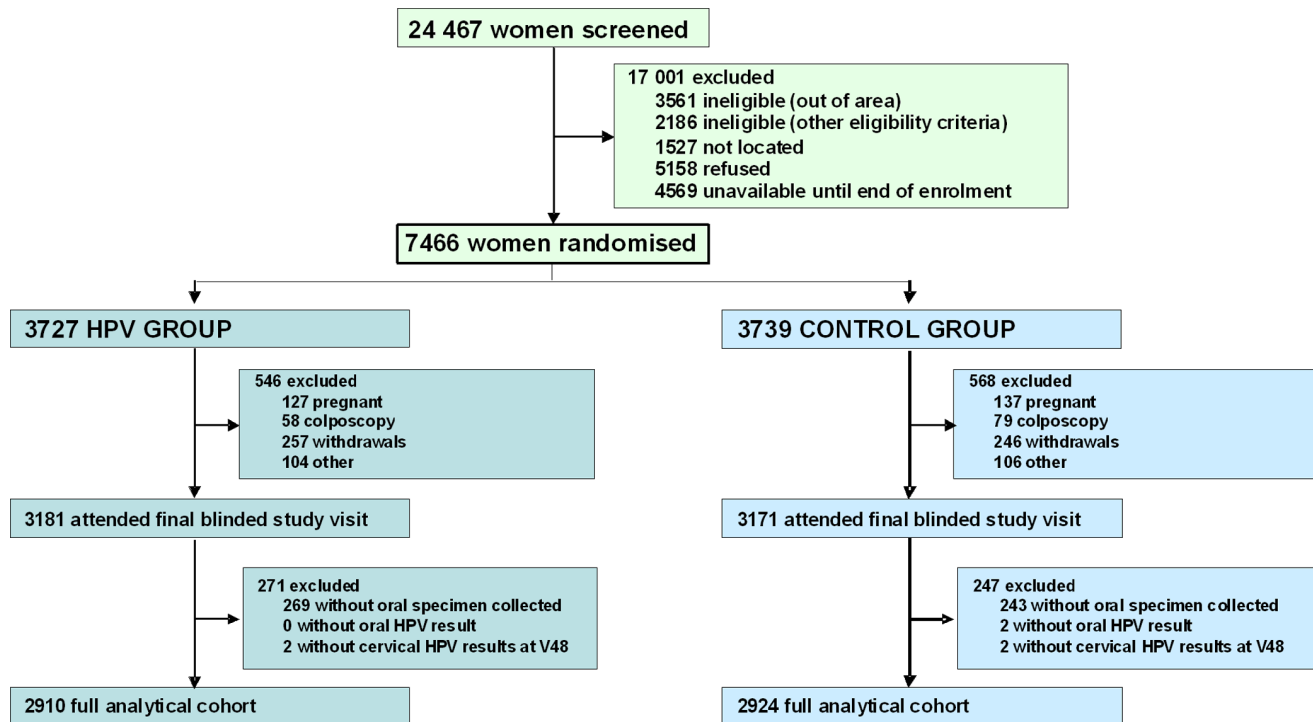 24 467 women screened
17 001 excluded
3561 ineligible (out of area)
2186 ineligible (other eligibility criteria)
1527 not located
5158 refused
4569 unavailable until end of enrolment
7466 women randomised
3727 HPV GROUP
546 excluded
127 pregnant
58 colposcopy
257 withdrawals
104 other
3181 attended final blinded study visit
271 excluded
269 without oral specimen collected
0 without oral HPV result
2 without cervical HPV results at V48
2910 full analytical cohort
3739 CONTROL GROUP
568 excluded
137 pregnant
79 colposcopy
246 withdrawals
106 other
3171 attended final blinded study visit
247 excluded
243 without oral specimen collected
2 without oral HPV result
2 without cervical HPV results at V48
2924 full analytical cohort